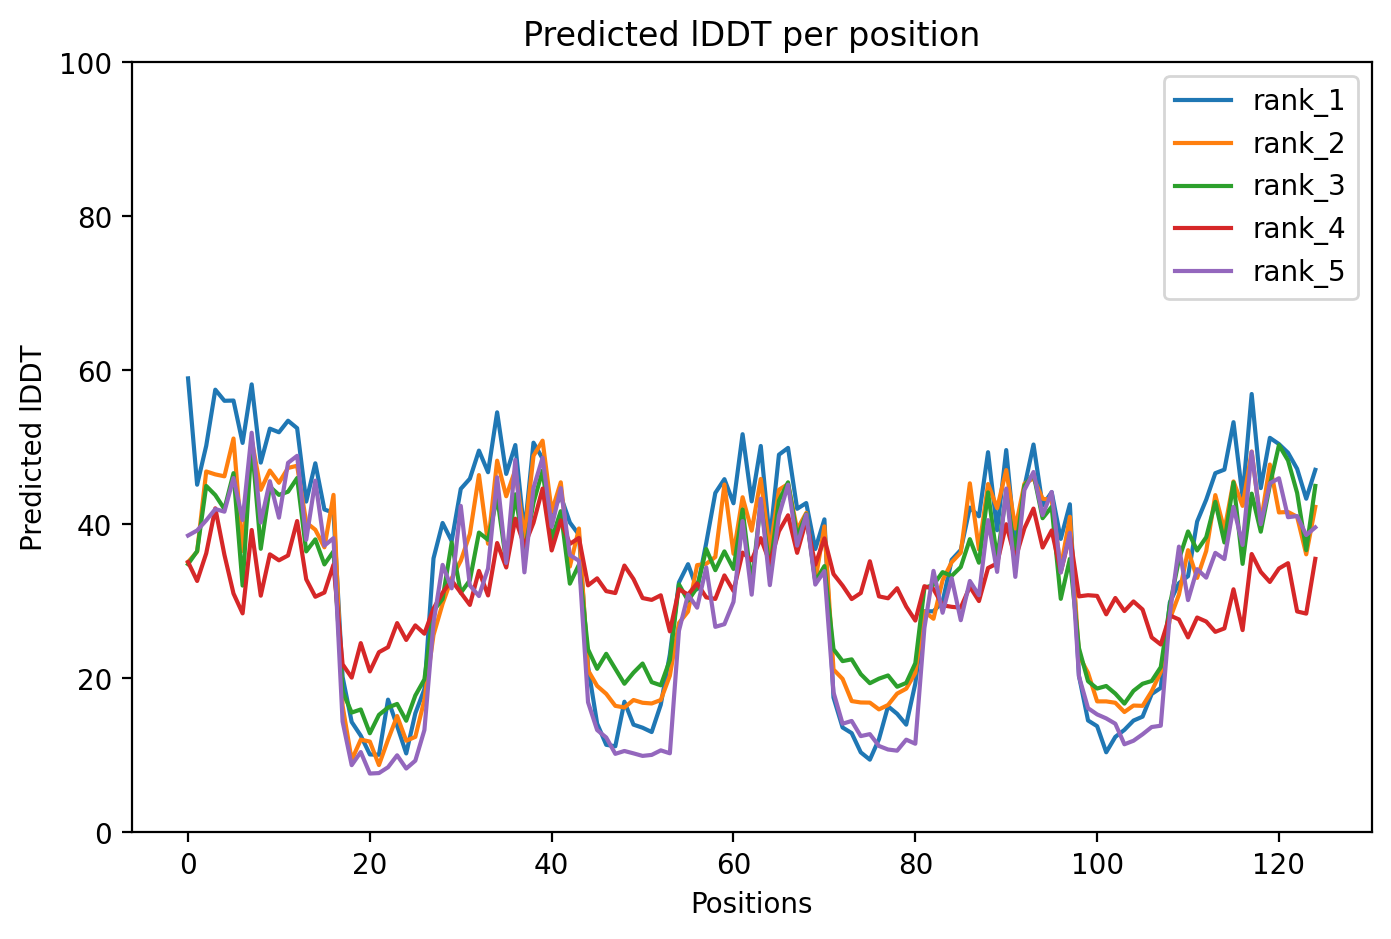 Predicted lDDT per position
100
80
60
40
20
0
Predicted lDDT
0 20 40 60 80 100 120
Positions
rank_1
rank_2
rank_3
rank_4
rank_5